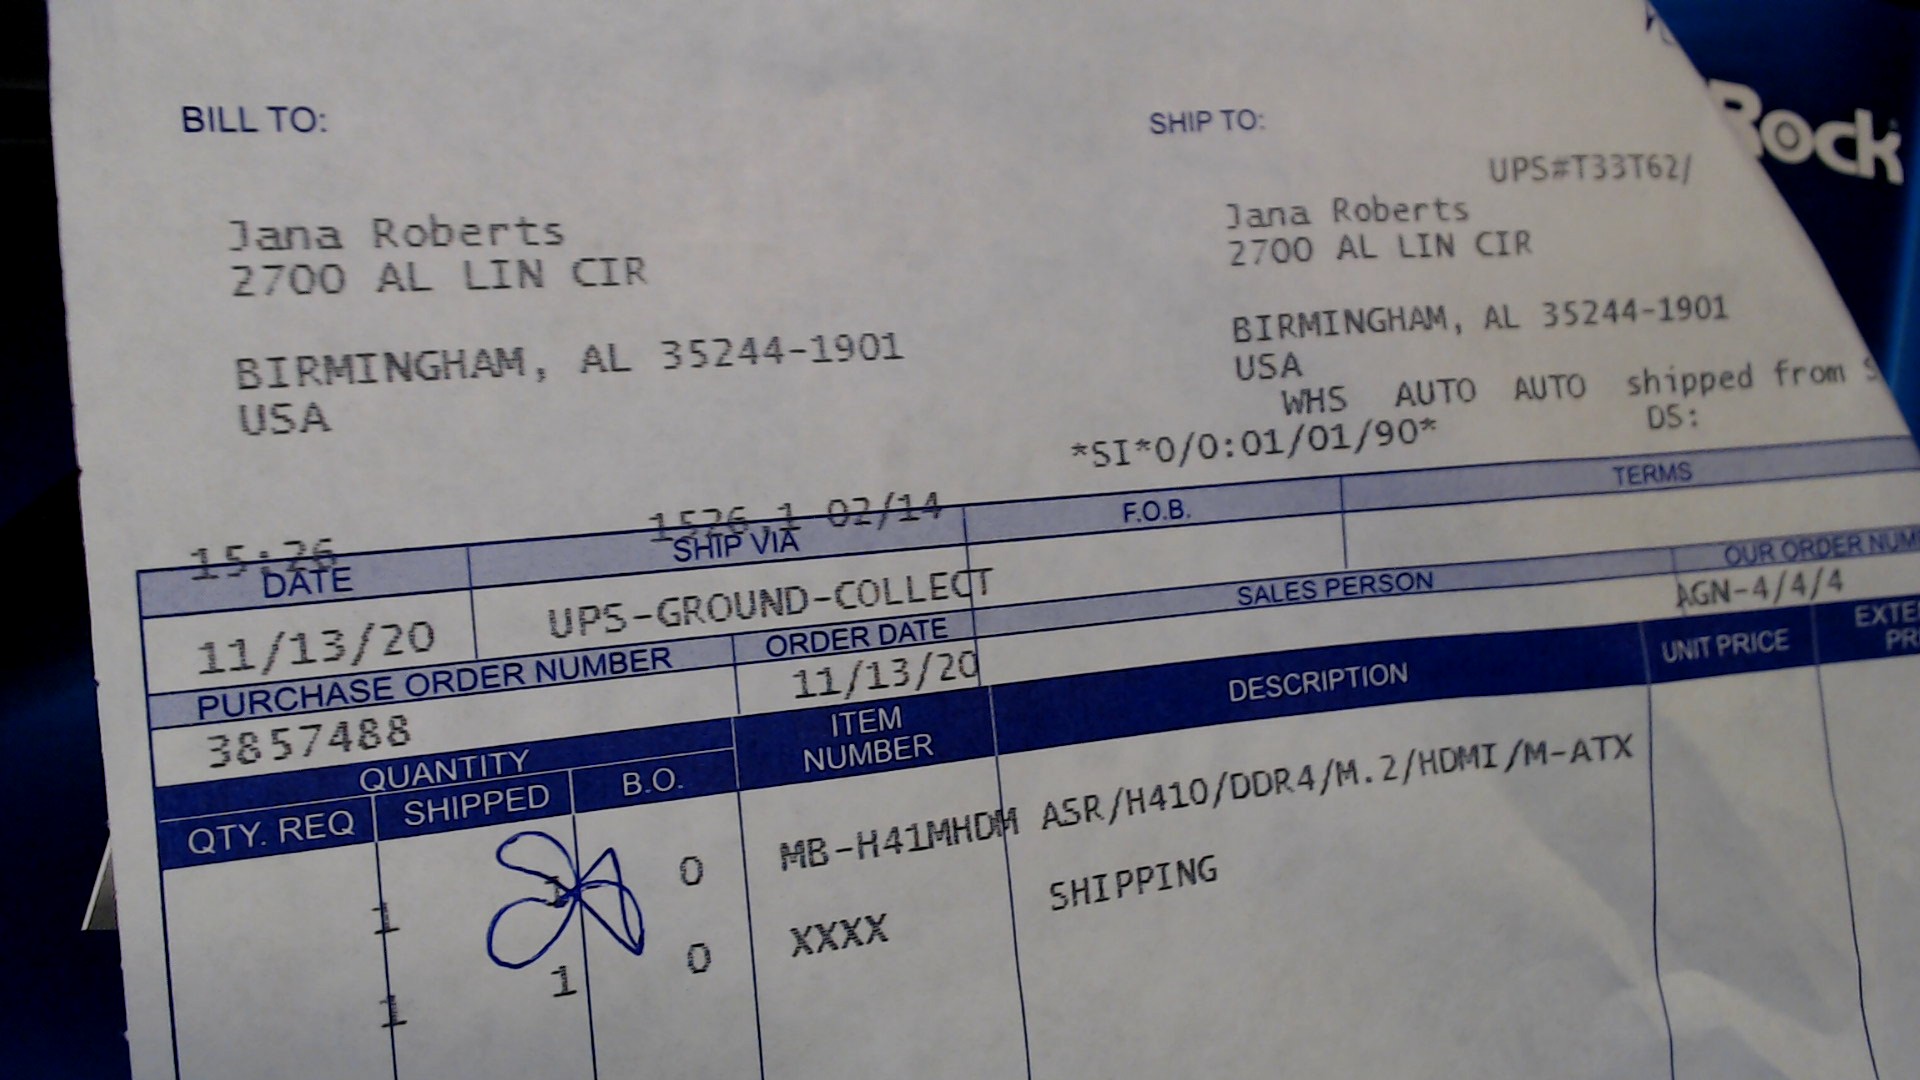 BILL TO:
SHIP TO:
Rock
UPS#T33T62/
Jana Roberts
2700 AL LIN CIR
BIRMINGHAM, AL 35244-1901
USA
Jana Roberts
2700 AL LIN CIR
BIRMINGHAM, AL 35244-1901
USA
WHS AUTO AUTO shipped from S
DS:
*SI*0/0:01/01/90*
15:26 1526,1 02/14
DATE SHIP VIA F.O.B. TERMS
11/13/20 UPS-GROUND-COLLECT
PURCHASE ORDER NUMBER ORDER DATE SALES PERSON OUR ORDER NUM
3857488 11/13/20 AGN-4/4/4
QUANTITY ITEM NUMBER DESCRIPTION UNIT PRICE EXTE PR
QTY. REQ SHIPPED B.O.
1 1 0 MB-H41MHDM ASR/H410/DDR4/M.2/HDMI/M-ATX
1 1 0 XXXX SHIPPING